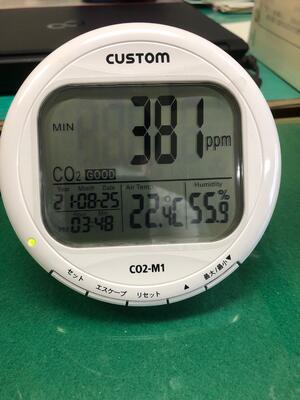 CUSTOM
MIN 381 ppm
CO2 GOOD
Year Month Date
21-08-25
03-48
Air Temp.
22.4℃
Humidity
55.9%
CO2-M1
セット エスケープ リセット ▲ 最大/最小▼